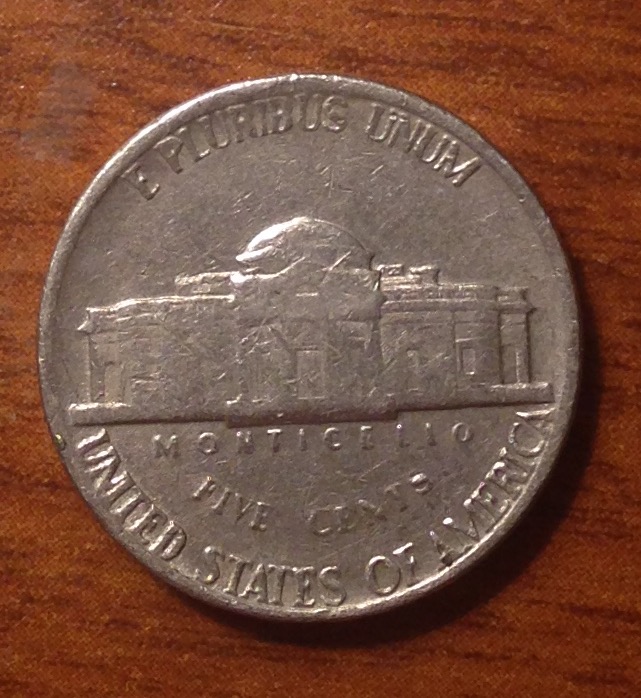 E PLURIBUS UNUM
MONTICELLO
FIVE CENTS
UNITED STATES OF AMERICA